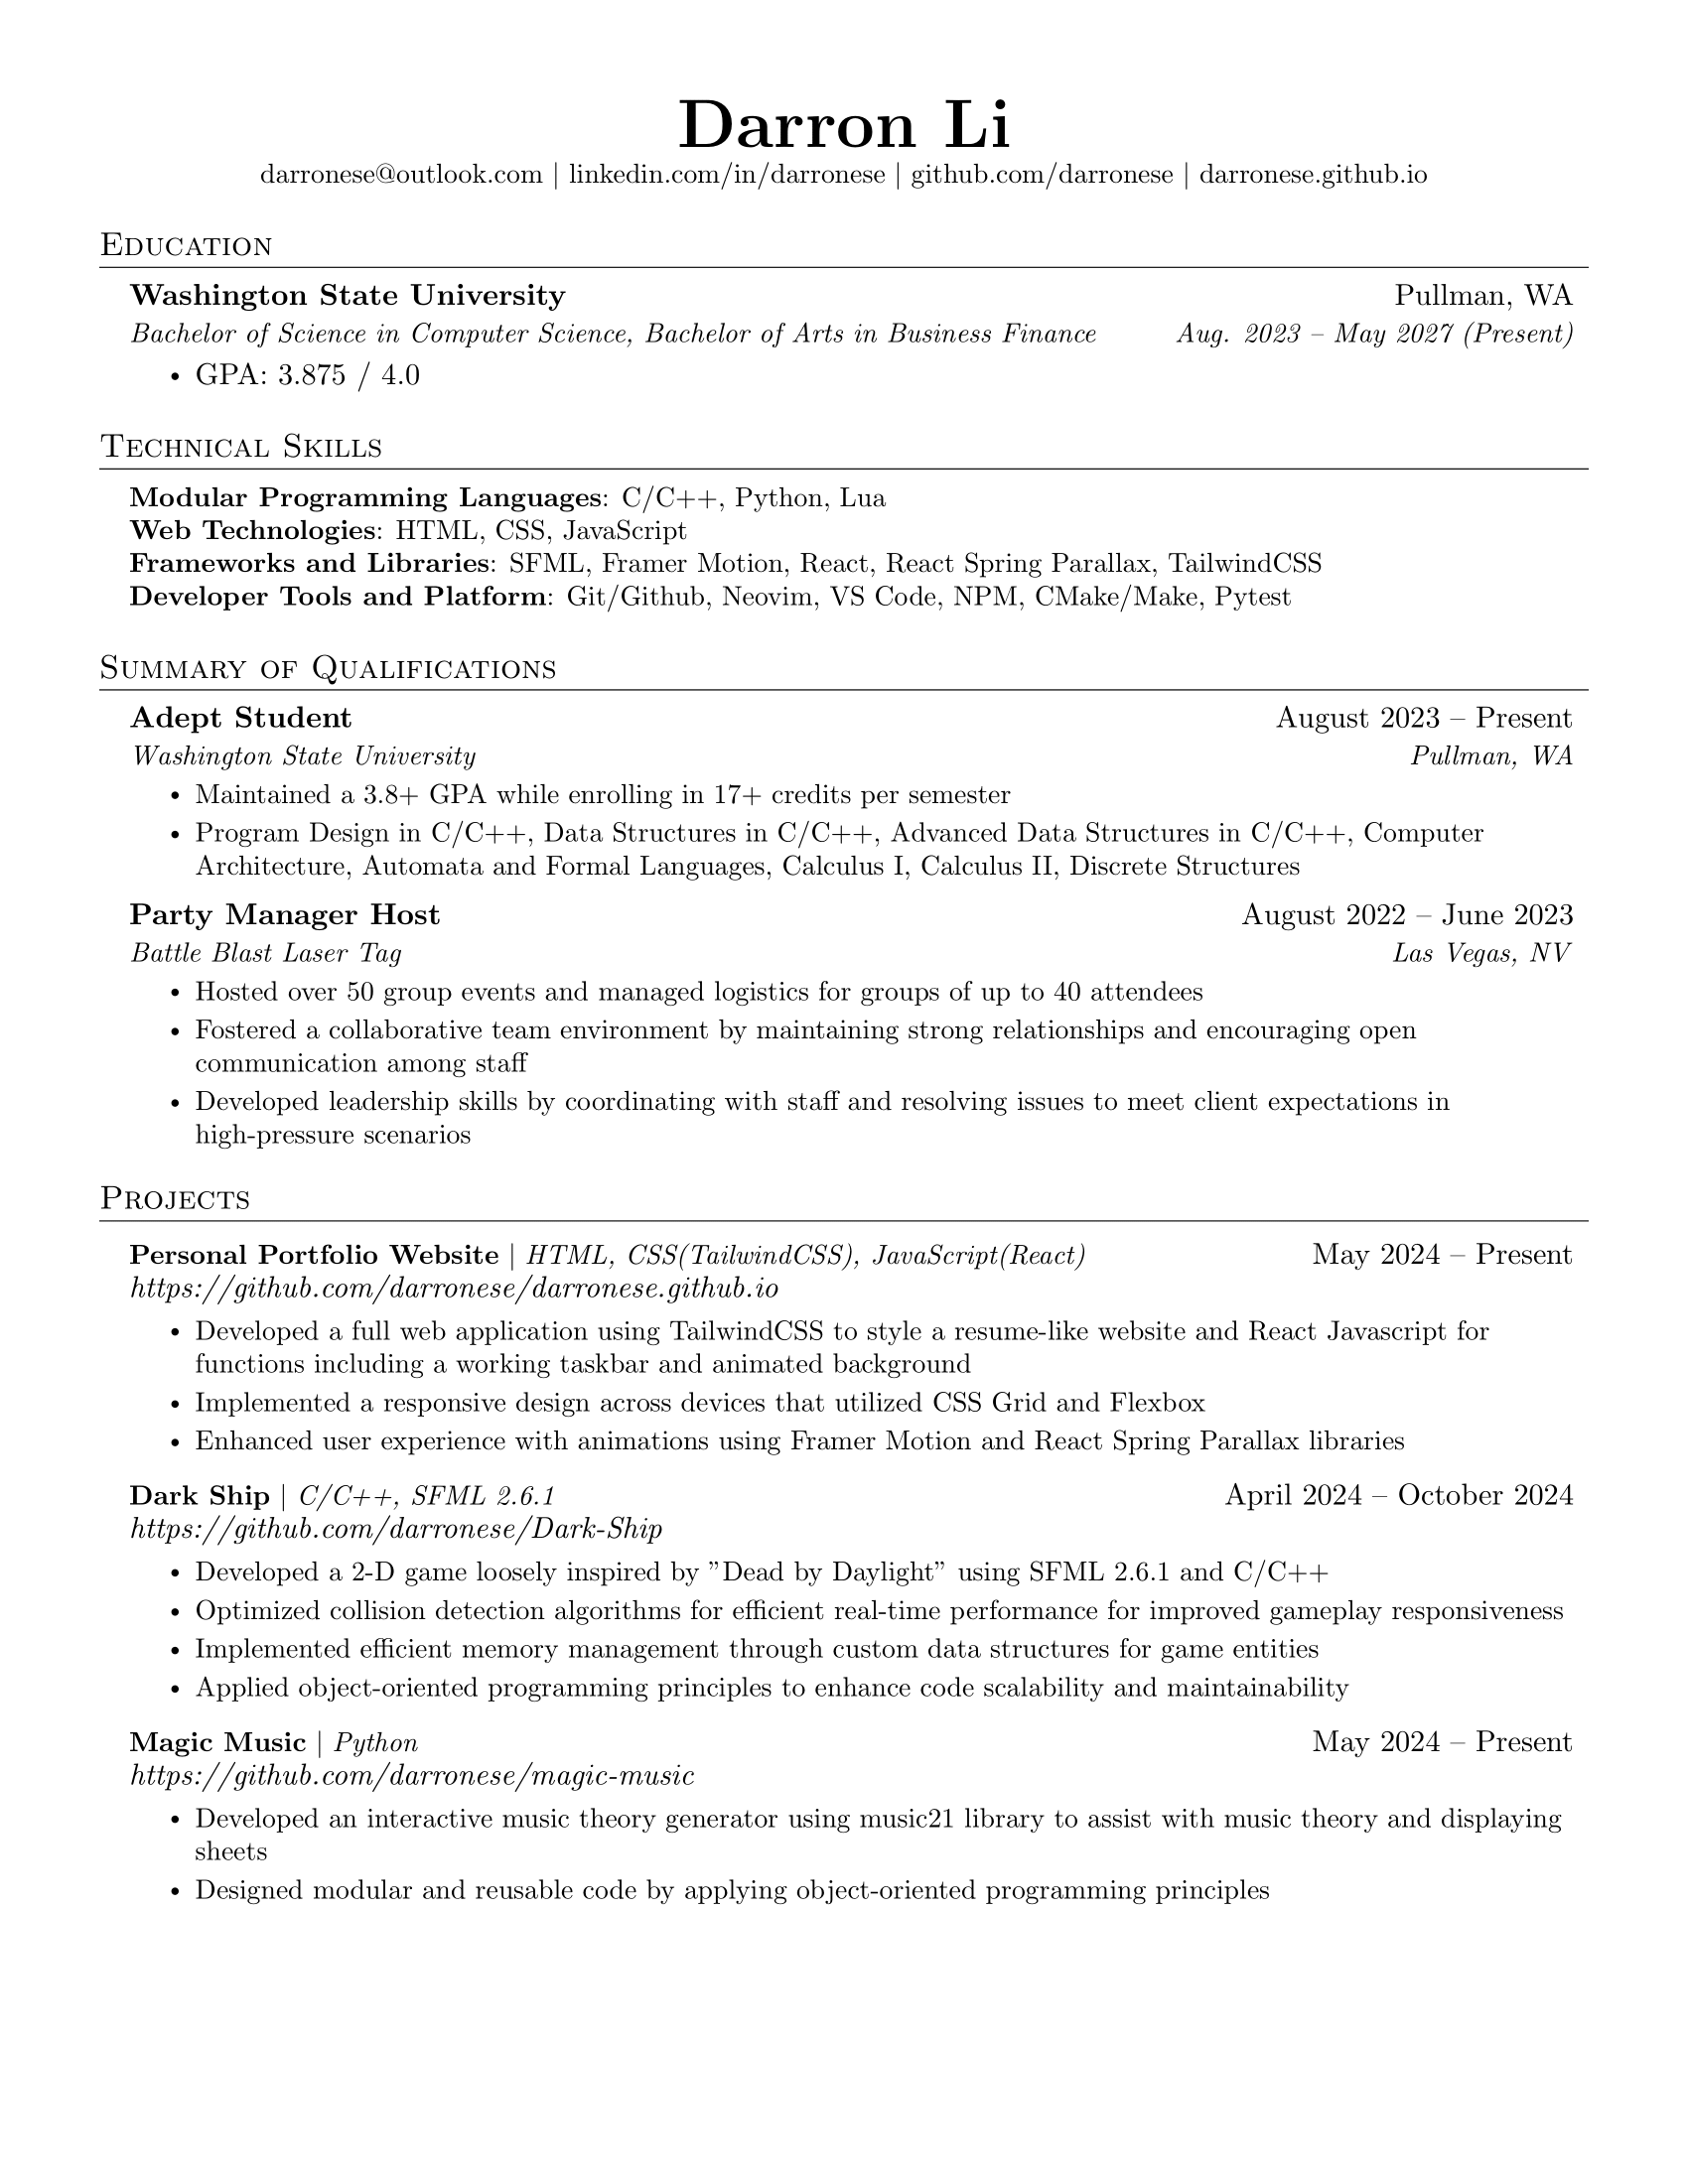 Darron Li
darronese@outlook.com | linkedin.com/in/darronese | github.com/darronese | darronese.github.io
Education
Washington State University Pullman, WA
Bachelor of Science in Computer Science, Bachelor of Arts in Business Finance Aug. 2023 – May 2027 (Present)
• GPA: 3.875 / 4.0
Technical Skills
Modular Programming Languages: C/C++, Python, Lua
Web Technologies: HTML, CSS, JavaScript
Frameworks and Libraries: SFML, Framer Motion, React, React Spring Parallax, TailwindCSS
Developer Tools and Platform: Git/Github, Neovim, VS Code, NPM, CMake/Make, Pytest
Summary of Qualifications
Adept Student August 2023 – Present
Washington State University Pullman, WA
• Maintained a 3.8+ GPA while enrolling in 17+ credits per semester
• Program Design in C/C++, Data Structures in C/C++, Advanced Data Structures in C/C++, Computer
Architecture, Automata and Formal Languages, Calculus I, Calculus II, Discrete Structures
Party Manager Host August 2022 – June 2023
Battle Blast Laser Tag Las Vegas, NV
• Hosted over 50 group events and managed logistics for groups of up to 40 attendees
• Fostered a collaborative team environment by maintaining strong relationships and encouraging open
communication among staff
• Developed leadership skills by coordinating with staff and resolving issues to meet client expectations in
high-pressure scenarios
Projects
Personal Portfolio Website | HTML, CSS(TailwindCSS), JavaScript(React) May 2024 – Present
https://github.com/darronese/darronese.github.io
• Developed a full web application using TailwindCSS to style a resume-like website and React Javascript for
functions including a working taskbar and animated background
• Implemented a responsive design across devices that utilized CSS Grid and Flexbox
• Enhanced user experience with animations using Framer Motion and React Spring Parallax libraries
Dark Ship | C/C++, SFML 2.6.1 April 2024 – October 2024
https://github.com/darronese/Dark-Ship
• Developed a 2-D game loosely inspired by ”Dead by Daylight” using SFML 2.6.1 and C/C++
• Optimized collision detection algorithms for efficient real-time performance for improved gameplay responsiveness
• Implemented efficient memory management through custom data structures for game entities
• Applied object-oriented programming principles to enhance code scalability and maintainability
Magic Music | Python May 2024 – Present
https://github.com/darronese/magic-music
• Developed an interactive music theory generator using music21 library to assist with music theory and displaying
sheets
• Designed modular and reusable code by applying object-oriented programming principles